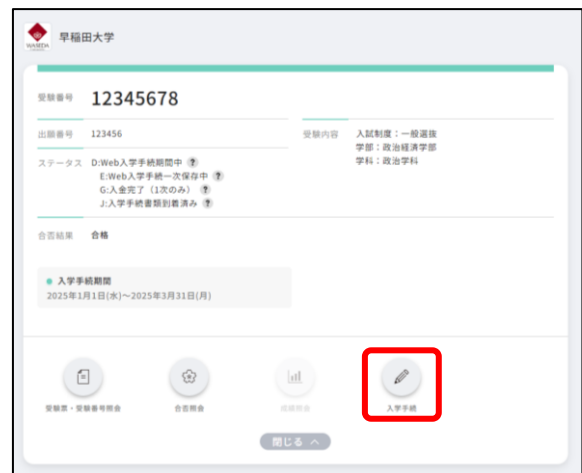 WASEDA
早稲田大学
受験番号 12345678
出願番号 123456
受験内容 入試制度：一般選抜
学部：政治経済学部
学科：政治学科
ステータス D:Web入学手続期間中 ?
E:Web入学手続一次保存中 ?
G:入金完了（1次のみ） ?
J:入学手続書類到着済み ?
合否結果 合格
入学手続期間
2025年1月1日(水)～2025年3月31日(月)
受験票・受験番号照会 合否照会 成績照会 入学手続
閉じる